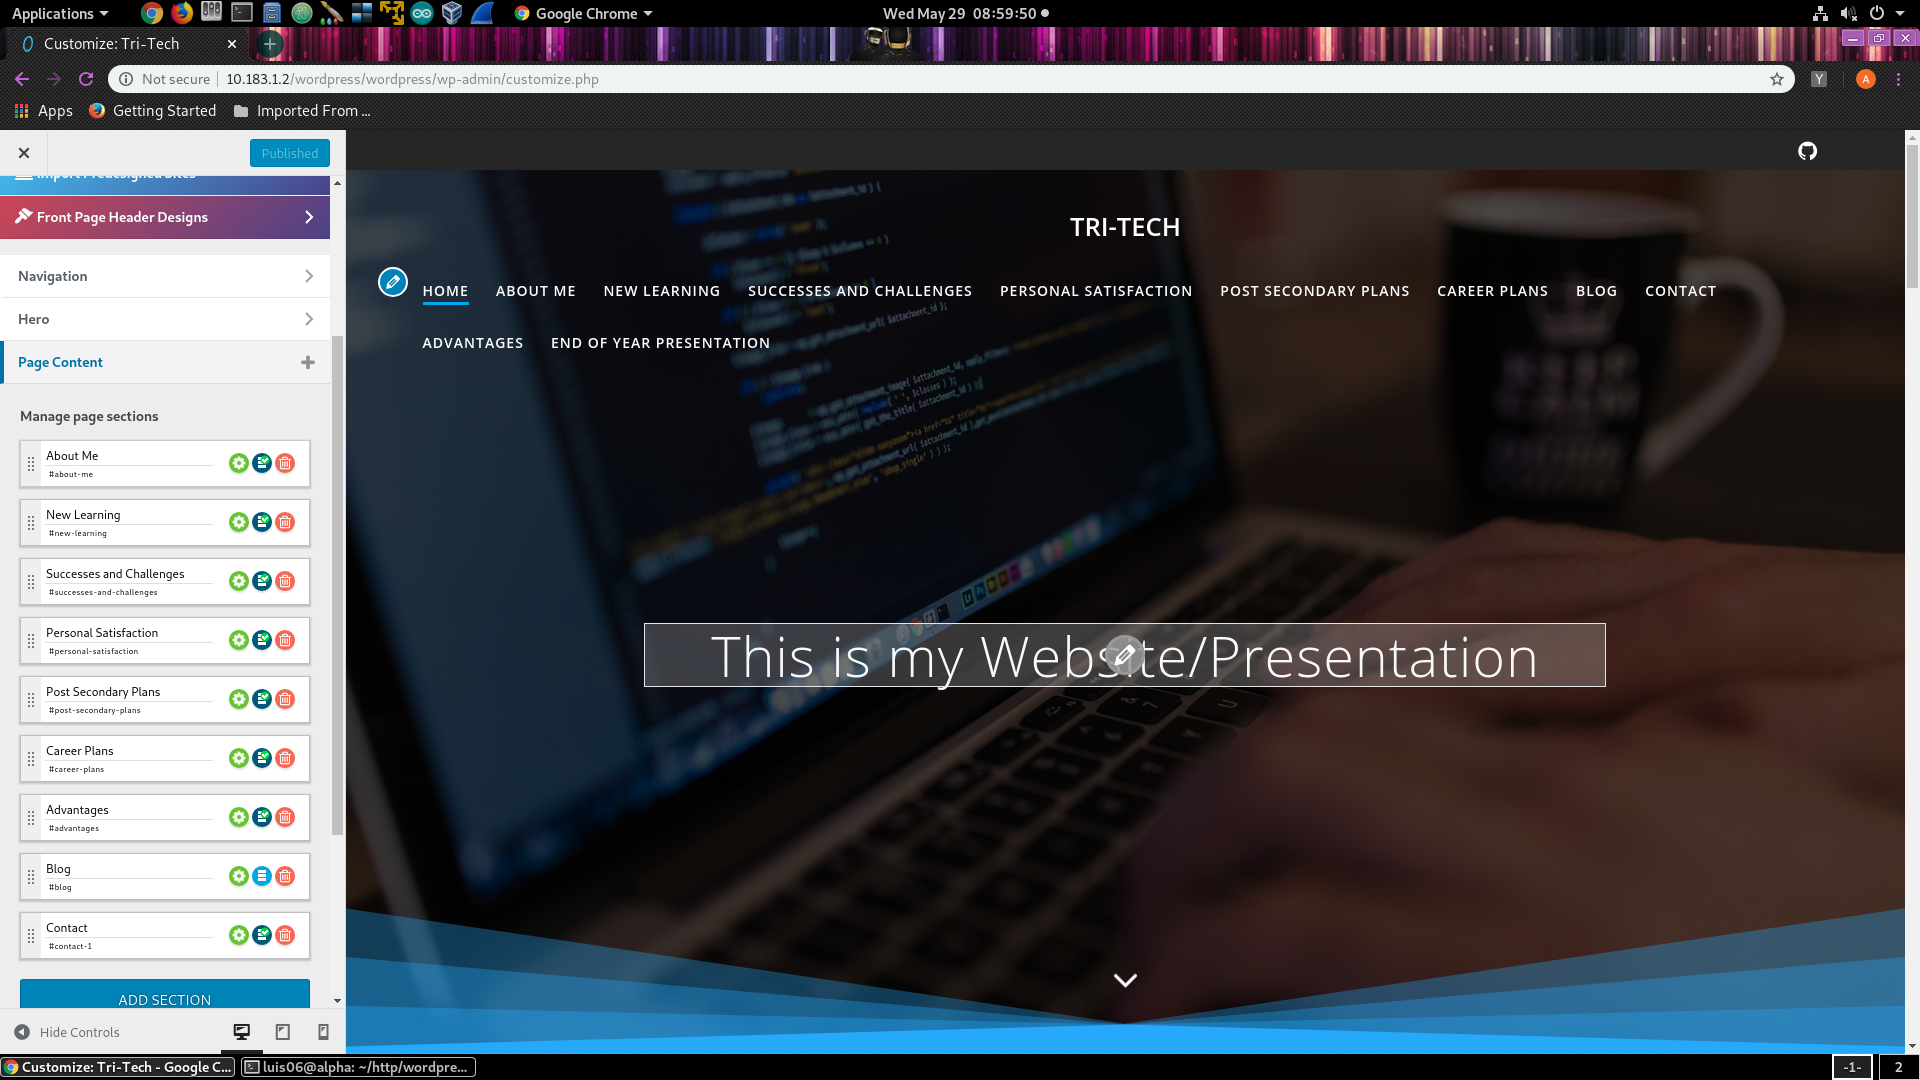 Applications
Google Chrome
Wed May 29 08:59:50
Customize: Tri-Tech
Not secure
10.183.1.2/wordpress/wordpress/wp-admin/customize.php
Y
A
Apps
Getting Started
Imported From ...
Published
Import Predesigned Sites
Front Page Header Designs
Navigation
Hero
Page Content
Manage page sections
About Me
#about-me
New Learning
#new-learning
Successes and Challenges
#successes-and-challenges
Personal Satisfaction
#personal-satisfaction
Post Secondary Plans
#post-secondary-plans
Career Plans
#career-plans
Advantages
#advantages
Blog
#blog
Contact
#contact-1
ADD SECTION
Hide Controls
TRI-TECH
HOME ABOUT ME NEW LEARNING SUCCESSES AND CHALLENGES PERSONAL SATISFACTION POST SECONDARY PLANS CAREER PLANS BLOG CONTACT
ADVANTAGES END OF YEAR PRESENTATION
This is my Website/Presentation
Customize: Tri-Tech - Google C...
luis06@alpha: ~/http/wordpre...
-1-
2